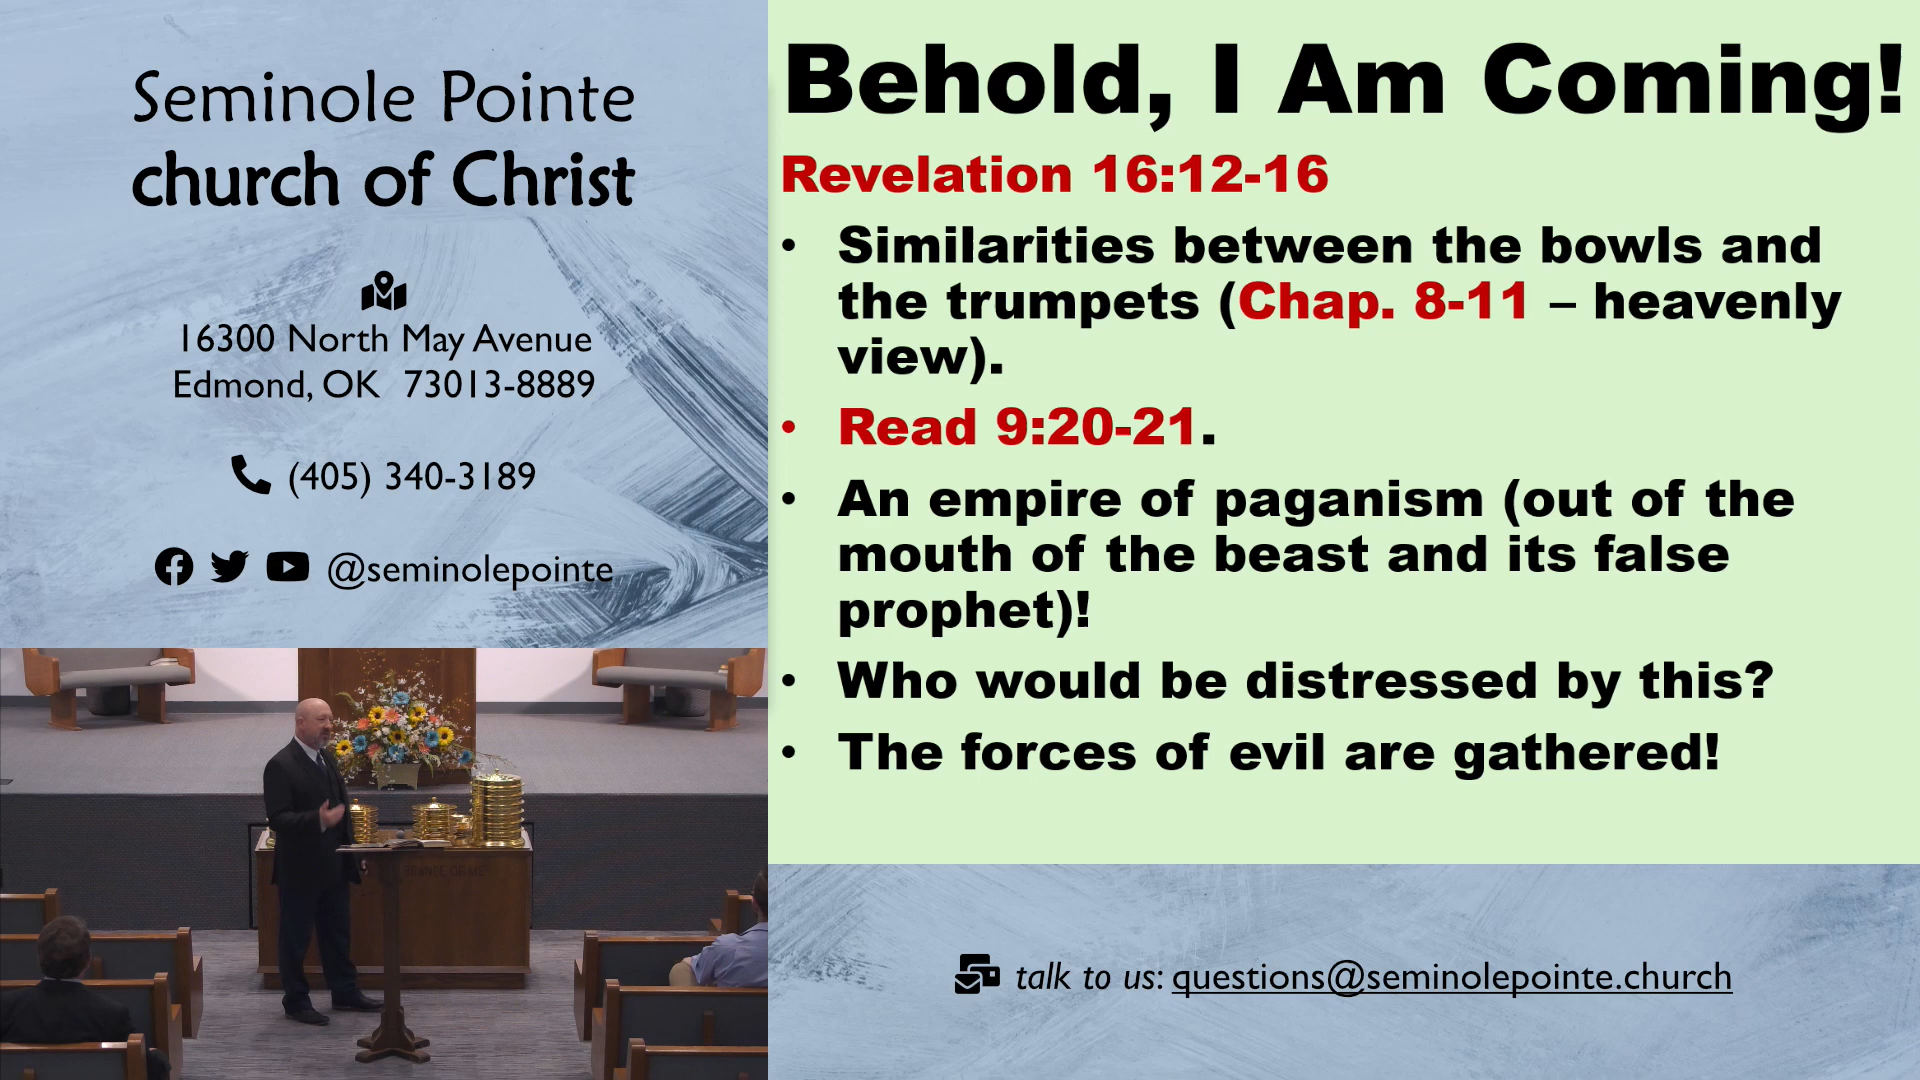 Seminole Pointe
church of Christ
16300 North May Avenue
Edmond, OK 73013-8889
(405) 340-3189
@seminolepointe
Behold, I Am Coming!
Revelation 16:12-16
• Similarities between the bowls and
the trumpets (Chap. 8-11 – heavenly
view).
• Read 9:20-21.
• An empire of paganism (out of the
mouth of the beast and its false
prophet)!
• Who would be distressed by this?
• The forces of evil are gathered!
talk to us: questions@seminolepointe.church